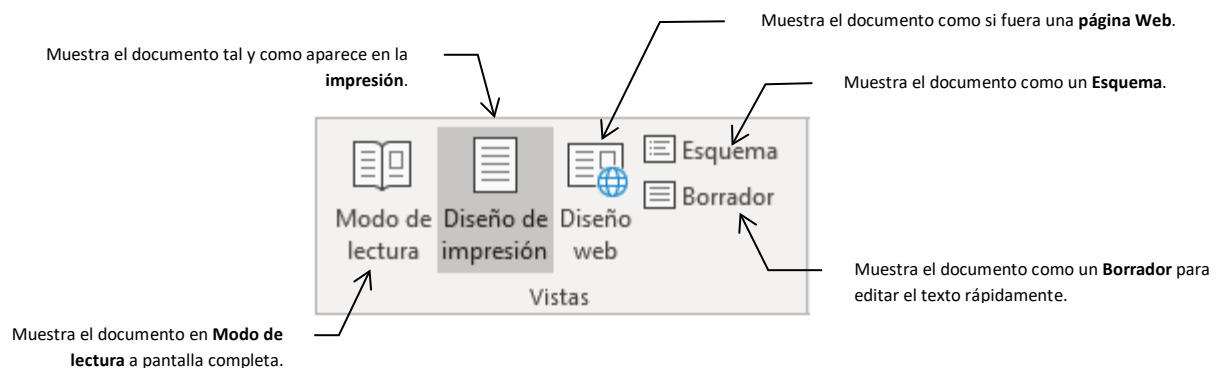 Muestra el documento como si fuera una página Web.
Muestra el documento tal y como aparece en la
impresión.
Muestra el documento como un Esquema.
Esquema
Borrador
Modo de
lectura
Diseño de
impresión
Diseño
web
Vistas
Muestra el documento como un Borrador para
editar el texto rápidamente.
Muestra el documento en Modo de
lectura a pantalla completa.